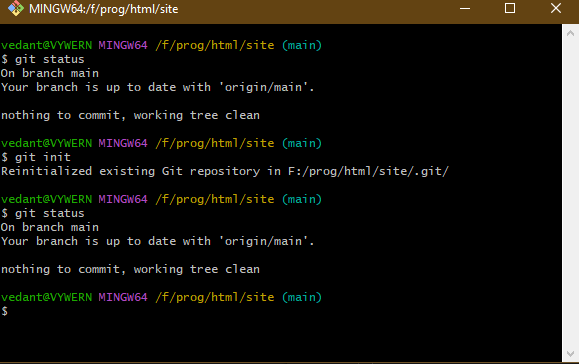 MINGW64:/f/prog/html/site
vedant@VYWERN MINGW64 /f/prog/html/site (main)
$ git status
On branch main
Your branch is up to date with 'origin/main'.
nothing to commit, working tree clean
vedant@VYWERN MINGW64 /f/prog/html/site (main)
$ git init
Reinitialized existing Git repository in F:/prog/html/site/.git/
vedant@VYWERN MINGW64 /f/prog/html/site (main)
$ git status
On branch main
Your branch is up to date with 'origin/main'.
nothing to commit, working tree clean
vedant@VYWERN MINGW64 /f/prog/html/site (main)
$